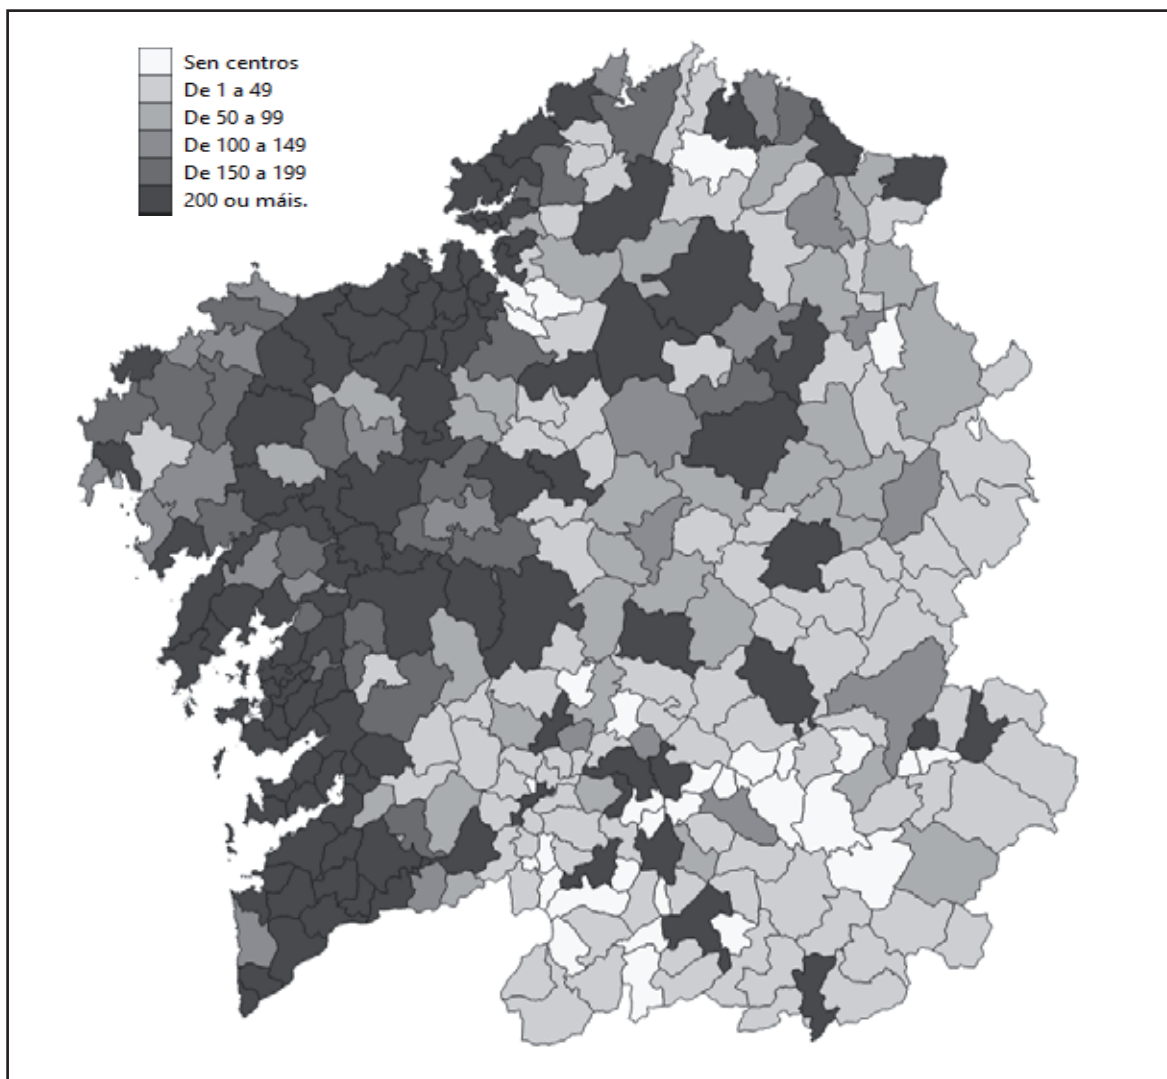 Sen centros
De 1 a 49
De 50 a 99
De 100 a 149
De 150 a 199
200 ou máis.